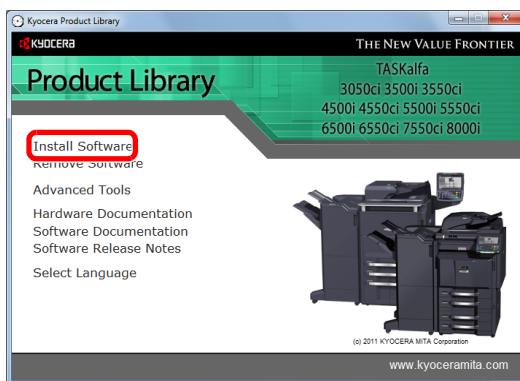 Kyocera Product Library
KYOCERA
THE NEW VALUE FRONTIER
Product Library
TASKalfa
3050ci 3500i 3550ci
4500i 4550ci 5500i 5550ci
6500i 6550ci 7550ci 8000i
Install Software
Remove Software
Advanced Tools
Hardware Documentation
Software Documentation
Software Release Notes
Select Language
(c) 2011 KYOCERA MITA Corporation
www.kyoceramita.com